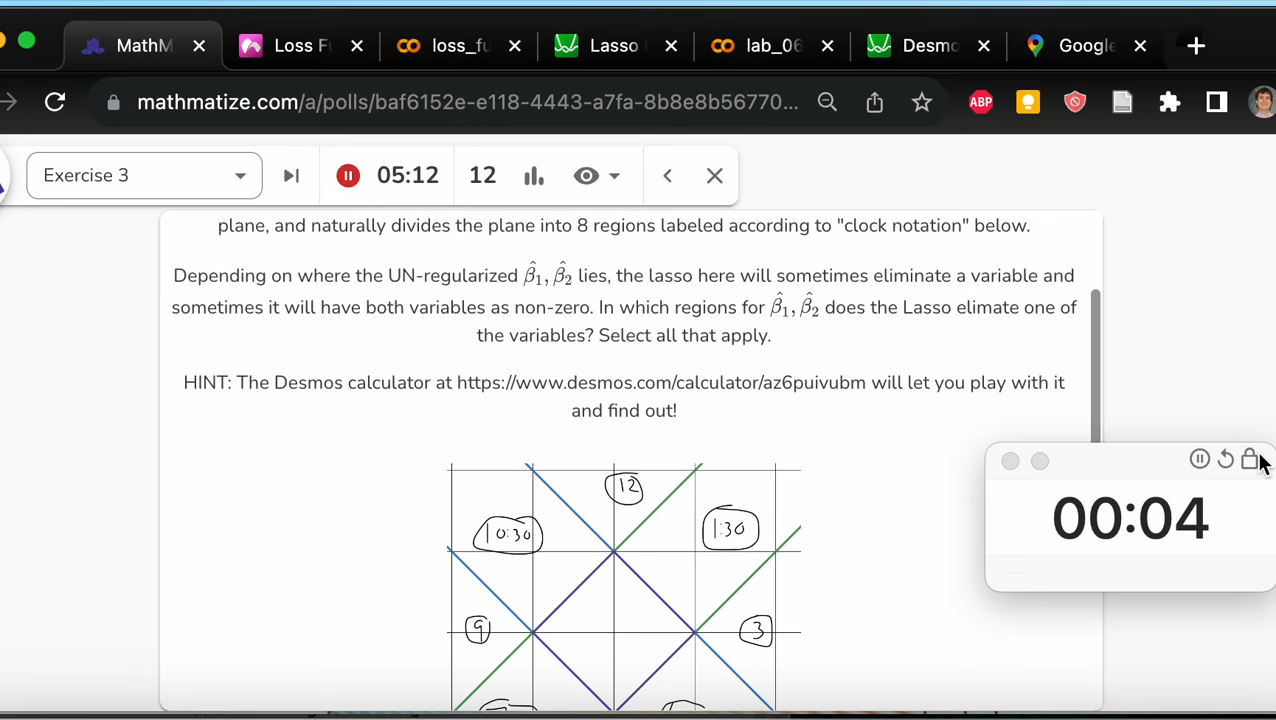 MathM
Loss Fu
loss_fu
Lasso
lab_06
Desmo
Google
mathmatize.com/a/polls/baf6152e-e118-4443-a7fa-8b8e8b56770...
ABP
Exercise 3
05:12
12
plane, and naturally divides the plane into 8 regions labeled according to "clock notation" below.
Depending on where the UN-regularized β̂₁, β̂₂ lies, the lasso here will sometimes eliminate a variable and
sometimes it will have both variables as non-zero. In which regions for β̂₁, β̂₂ does the Lasso elimate one of
the variables? Select all that apply.
HINT: The Desmos calculator at https://www.desmos.com/calculator/az6puivubm will let you play with it
and find out!
12
10:30
1:30
00:04
9
3